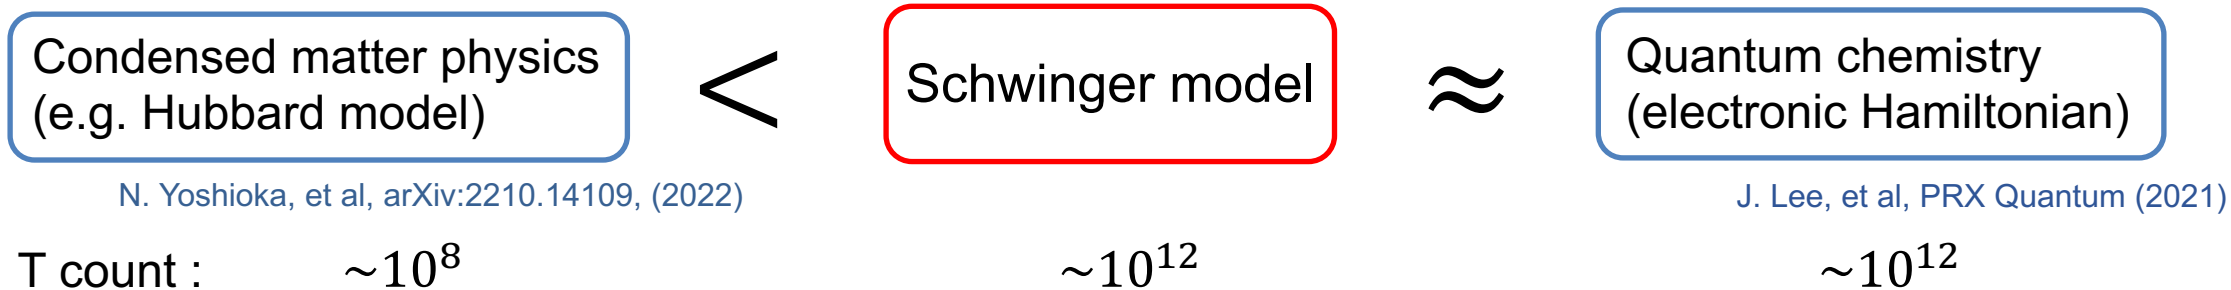 Condensed matter physics
(e.g. Hubbard model)
<
Schwinger model
≈
Quantum chemistry
(electronic Hamiltonian)
N. Yoshioka, et al, arXiv:2210.14109, (2022)
J. Lee, et al, PRX Quantum (2021)
T count : ~10^8 ~10^12 ~10^12